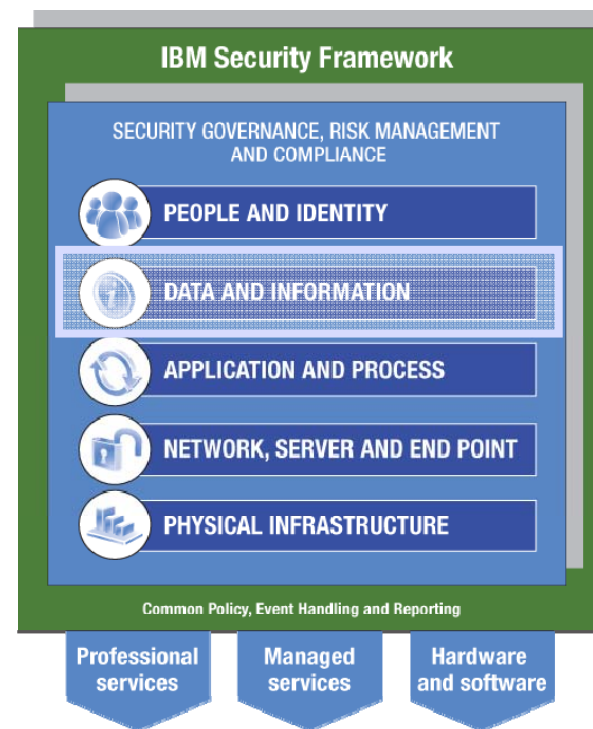 IBM Security Framework
SECURITY GOVERNANCE, RISK MANAGEMENT
AND COMPLIANCE
PEOPLE AND IDENTITY
DATA AND INFORMATION
APPLICATION AND PROCESS
NETWORK, SERVER AND END POINT
PHYSICAL INFRASTRUCTURE
Common Policy, Event Handling and Reporting
Professional
services
Managed
services
Hardware
and software